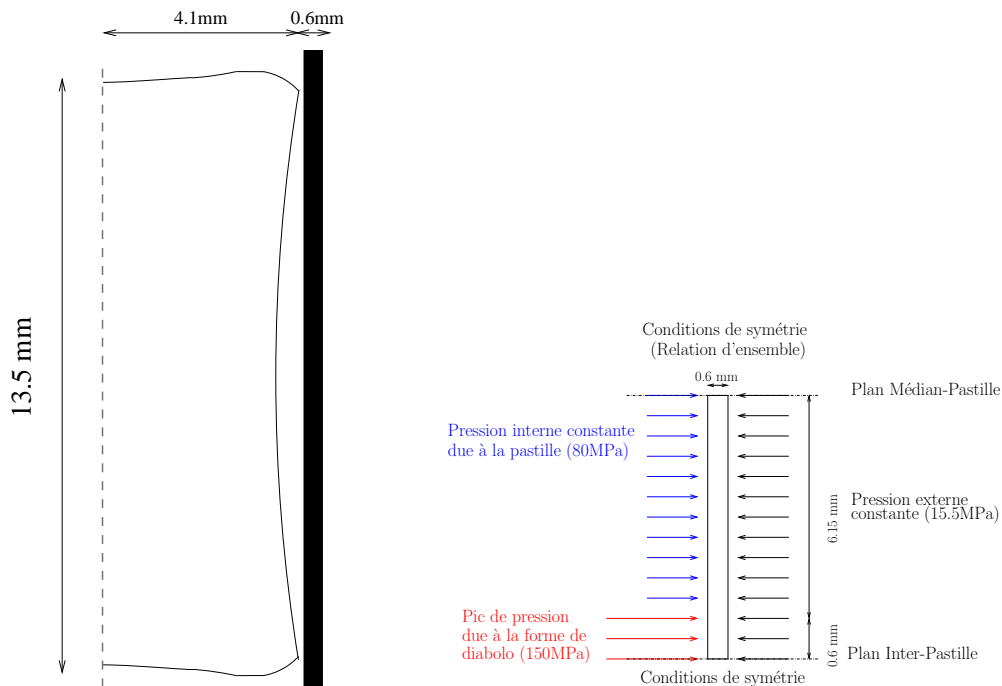 4.1mm
0.6mm
13.5 mm
Conditions de symétrie
(Relation d'ensemble)
0.6 mm
Plan Médian-Pastille
Pression interne constante
due à la pastille (80MPa)
Pression externe
constante (15.5MPa)
6.15 mm
Pic de pression
due à la forme de
diabolo (150MPa)
0.6 mm
Plan Inter-Pastille
Conditions de symétrie